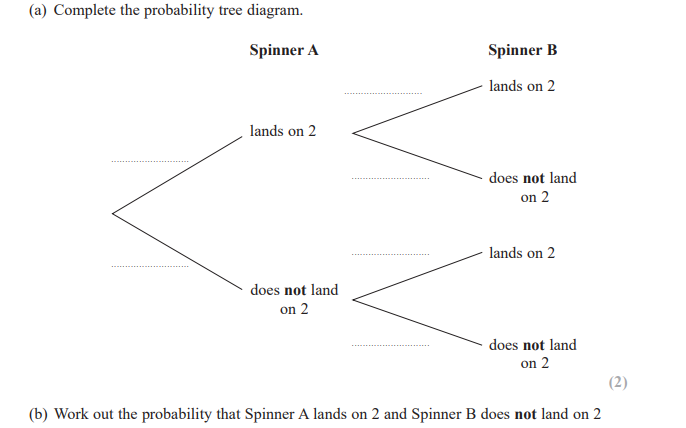 (a) Complete the probability tree diagram.
Spinner A Spinner B
lands on 2
lands on 2
does not land
on 2
lands on 2
does not land
on 2
does not land
on 2
(2)
(b) Work out the probability that Spinner A lands on 2 and Spinner B does not land on 2